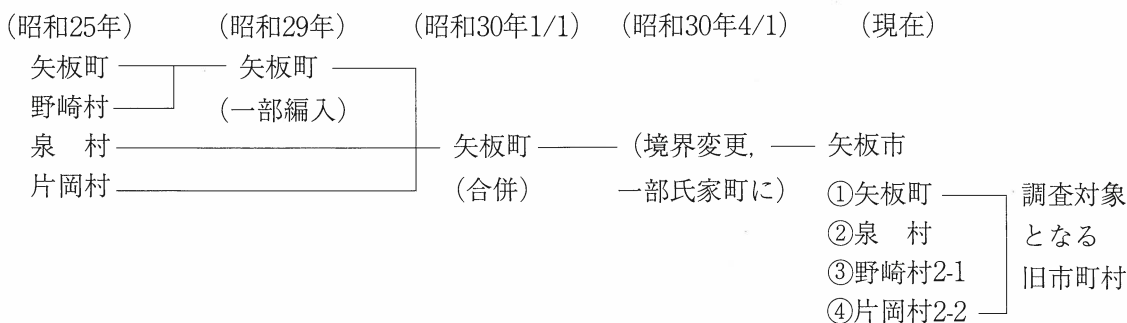 (昭和25年) (昭和29年) (昭和30年1/1) (昭和30年4/1) (現在)
矢板町 矢板町
野崎村 (一部編入)
泉 村 矢板町 (境界変更, 矢板市
片岡村 (合併) 一部氏家町に) ①矢板町 調査対象
②泉 村 となる
③野崎村2-1 旧市町村
④片岡村2-2